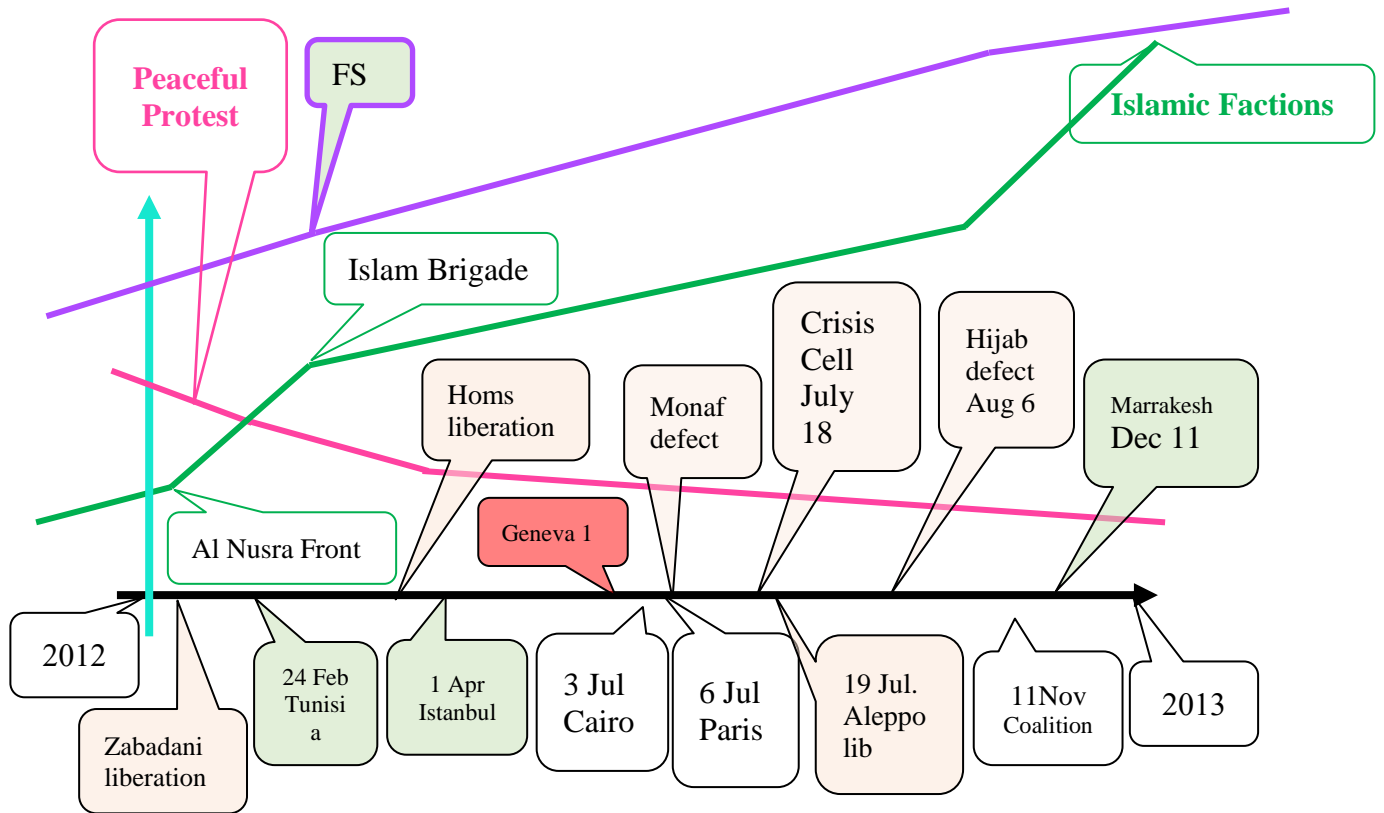 Peaceful
Protest
FS
Islamic Factions
Islam Brigade
Al Nusra Front
Homs
liberation
Geneva 1
Monaf
defect
Crisis
Cell
July
18
Hijab
defect
Aug 6
Marrakesh
Dec 11
2012
Zabadani
liberation
24 Feb
Tunisi
a
1 Apr
Istanbul
3 Jul
Cairo
6 Jul
Paris
19 Jul.
Aleppo
lib
11Nov
Coalition
2013